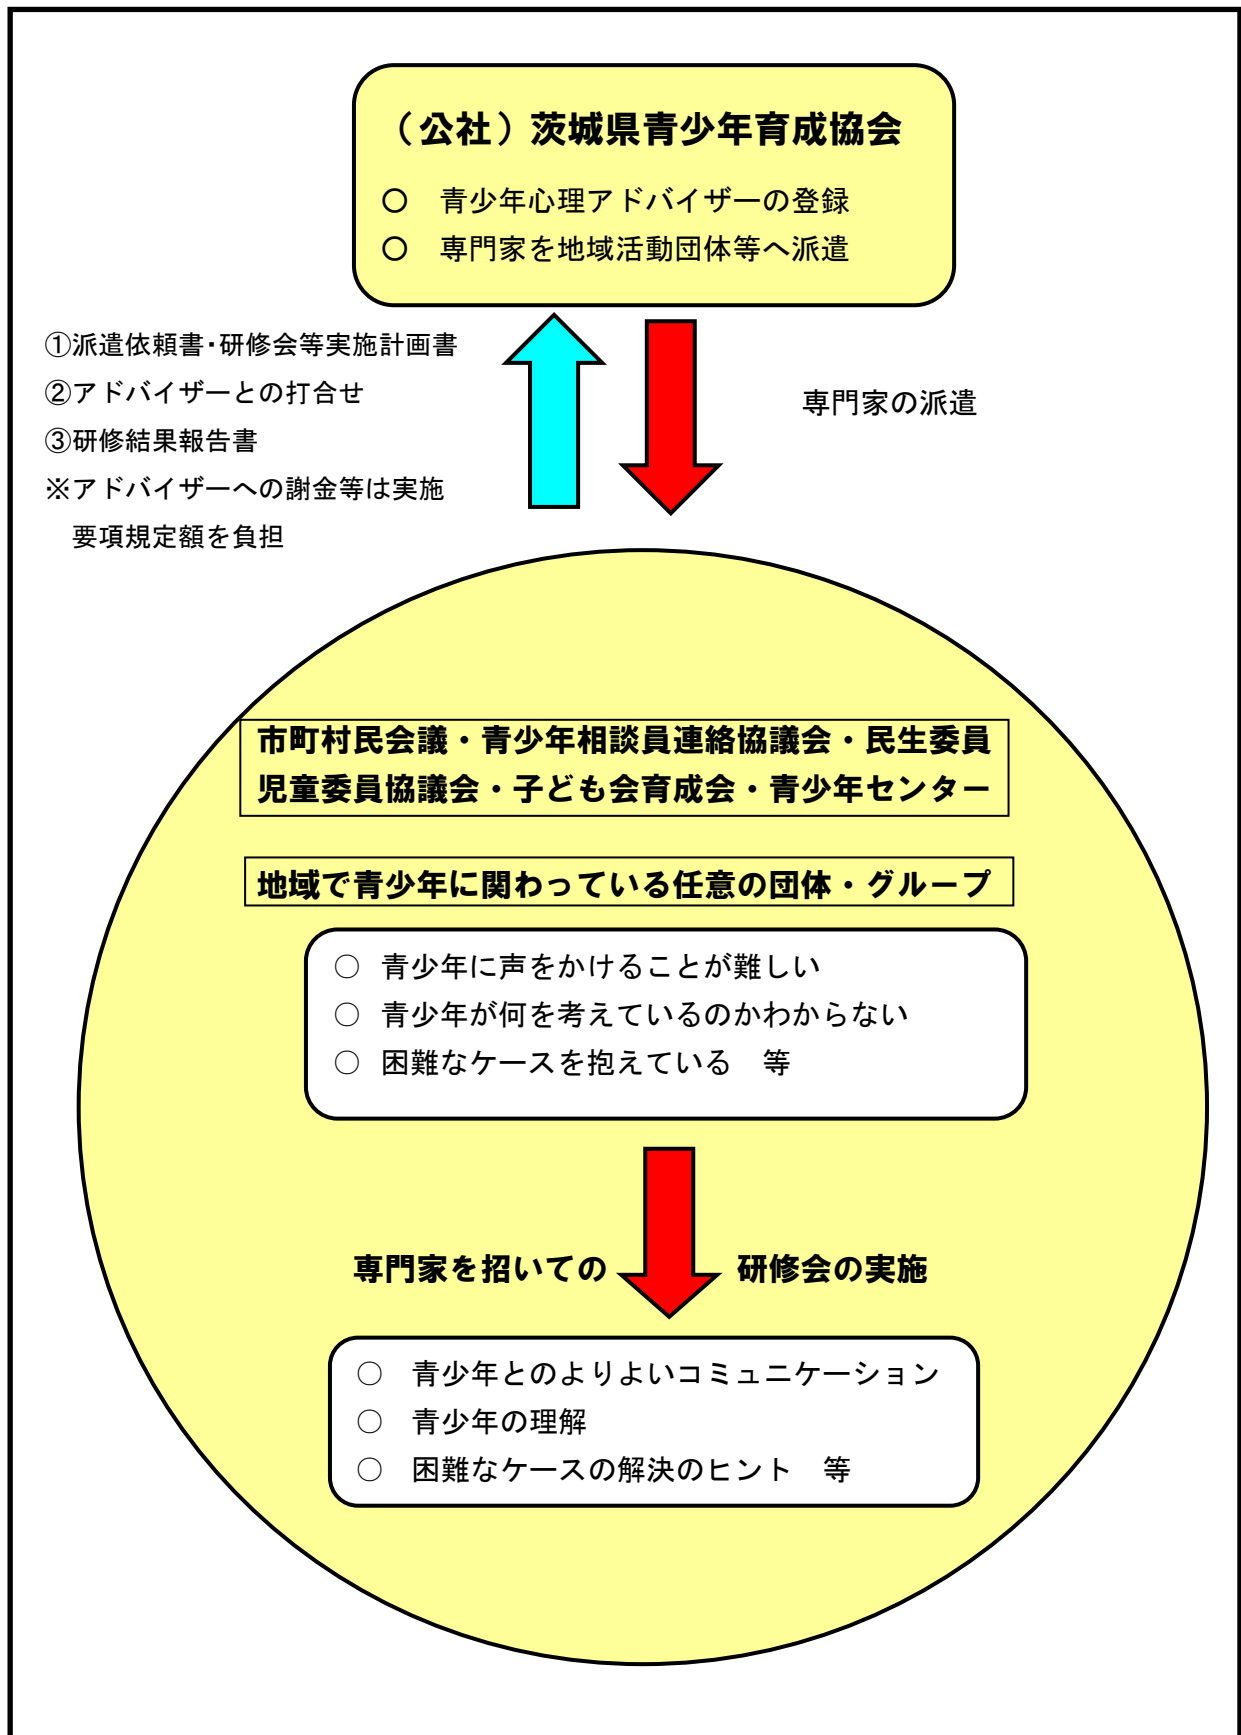 （公社）茨城県青少年育成協会
○　青少年心理アドバイザーの登録
○　専門家を地域活動団体等へ派遣
①派遣依頼書・研修会等実施計画書
②アドバイザーとの打合せ
③研修結果報告書
※アドバイザーへの謝金等は実施
要項規定額を負担
専門家の派遣
市町村民会議・青少年相談員連絡協議会・民生委員
児童委員協議会・子ども会育成会・青少年センター
地域で青少年に関わっている任意の団体・グループ
○ 青少年に声をかけることが難しい
○ 青少年が何を考えているのかわからない
○ 困難なケースを抱えている　等
専門家を招いての　研修会の実施
○　青少年とのよりよいコミュニケーション
○　青少年の理解
○　困難なケースの解決のヒント　等